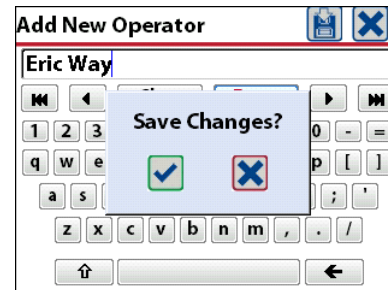 Add New Operator
Eric Way
Save Changes?
1 2 3 0 - =
q w e p [ ]
a s ; '
z x c v b n m , . /